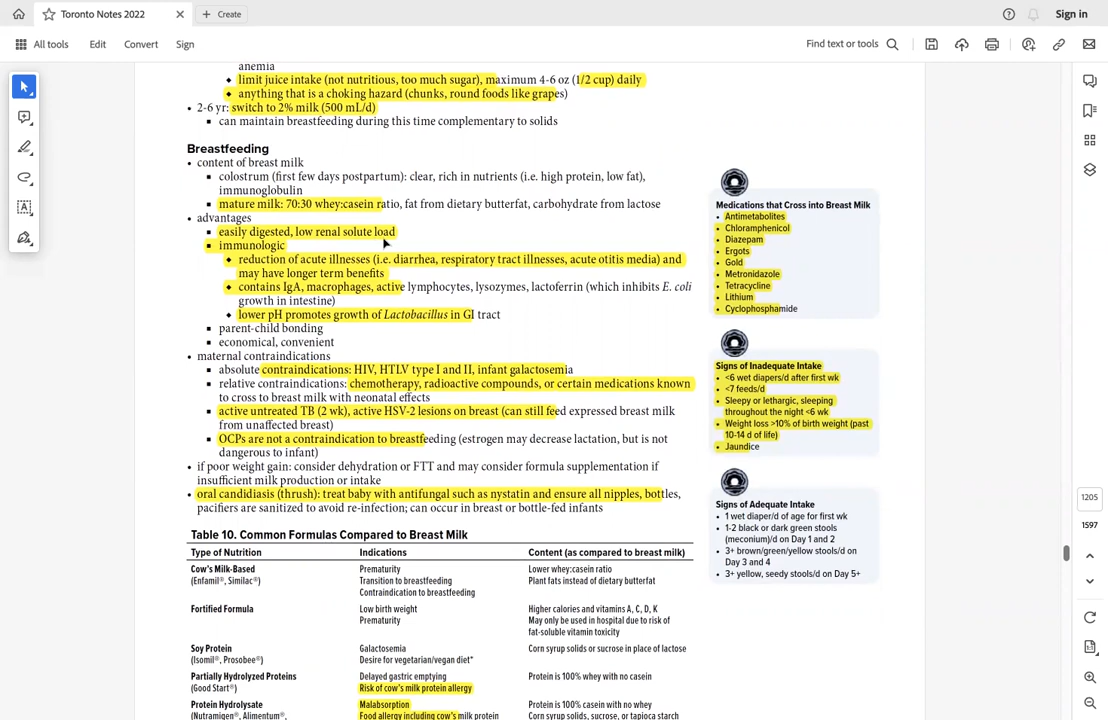 Toronto Notes 2022
Create
Sign in
All tools
Edit
Convert
Sign
Find text or tools
anemia
◆ limit juice intake (not nutritious, too much sugar), maximum 4-6 oz (1/2 cup) daily
◆ anything that is a choking hazard (chunks, round foods like grapes)
• 2-6 yr: switch to 2% milk (500 mL/d)
■ can maintain breastfeeding during this time complementary to solids
Breastfeeding
• content of breast milk
■ colostrum (first few days postpartum): clear, rich in nutrients (i.e. high protein, low fat),
immunoglobulin
■ mature milk: 70:30 whey:casein ratio, fat from dietary butterfat, carbohydrate from lactose
• advantages
■ easily digested, low renal solute load
■ immunologic
◆ reduction of acute illnesses (i.e. diarrhea, respiratory tract illnesses, acute otitis media) and
may have longer term benefits
◆ contains IgA, macrophages, active lymphocytes, lysozymes, lactoferrin (which inhibits E. coli
growth in intestine)
◆ lower pH promotes growth of Lactobacillus in GI tract
■ parent-child bonding
■ economical, convenient
• maternal contraindications
■ absolute contraindications: HIV, HTLV type I and II, infant galactosemia
■ relative contraindications: chemotherapy, radioactive compounds, or certain medications known
to cross to breast milk with neonatal effects
■ active untreated TB (2 wk), active HSV-2 lesions on breast (can still feed expressed breast milk
from unaffected breast)
■ OCPs are not a contraindication to breastfeeding (estrogen may decrease lactation, but is not
dangerous to infant)
• if poor weight gain: consider dehydration or FTT and may consider formula supplementation if
insufficient milk production or intake
• oral candidiasis (thrush): treat baby with antifungal such as nystatin and ensure all nipples, bottles,
pacifiers are sanitized to avoid re-infection; can occur in breast or bottle-fed infants
Medications that Cross into Breast Milk
• Antimetabolites
• Chloramphenicol
• Diazepam
• Ergots
• Gold
• Metronidazole
• Tetracycline
• Lithium
• Cyclophosphamide
Signs of Inadequate Intake
• <6 wet diapers/d after first wk
• <7 feeds/d
• Sleepy or lethargic, sleeping
throughout the night <6 wk
• Weight loss >10% of birth weight (past
10-14 d of life)
• Jaundice
Signs of Adequate Intake
• 1 wet diaper/d of age for first wk
• 1-2 black or dark green stools
(meconium)/d on Day 1 and 2
• 3+ brown/green/yellow stools/d on
Day 3 and 4
• 3+ yellow, seedy stools/d on Day 5+
Table 10. Common Formulas Compared to Breast Milk
Type of Nutrition Indications Content (as compared to breast milk)
Cow's Milk-Based Prematurity Lower whey:casein ratio
(Enfamil®, Similac®) Transition to breastfeeding Plant fats instead of dietary butterfat
Contraindication to breastfeeding
Fortified Formula Low birth weight Higher calories and vitamins A, C, D, K
Prematurity May only be used in hospital due to risk of
fat-soluble vitamin toxicity
Soy Protein Galactosemia Corn syrup solids or sucrose in place of lactose
(Isomil®, Prosobee®) Desire for vegetarian/vegan diet*
Partially Hydrolyzed Proteins Delayed gastric emptying Protein is 100% whey with no casein
(Good Start®) Risk of cow's milk protein allergy
Protein Hydrolysate Malabsorption Protein is 100% casein with no whey
(Nutramigen®, Alimentum®, Food allergy including cow's milk protein Corn syrup solids, sucrose, or tapioca starch
1205
1597